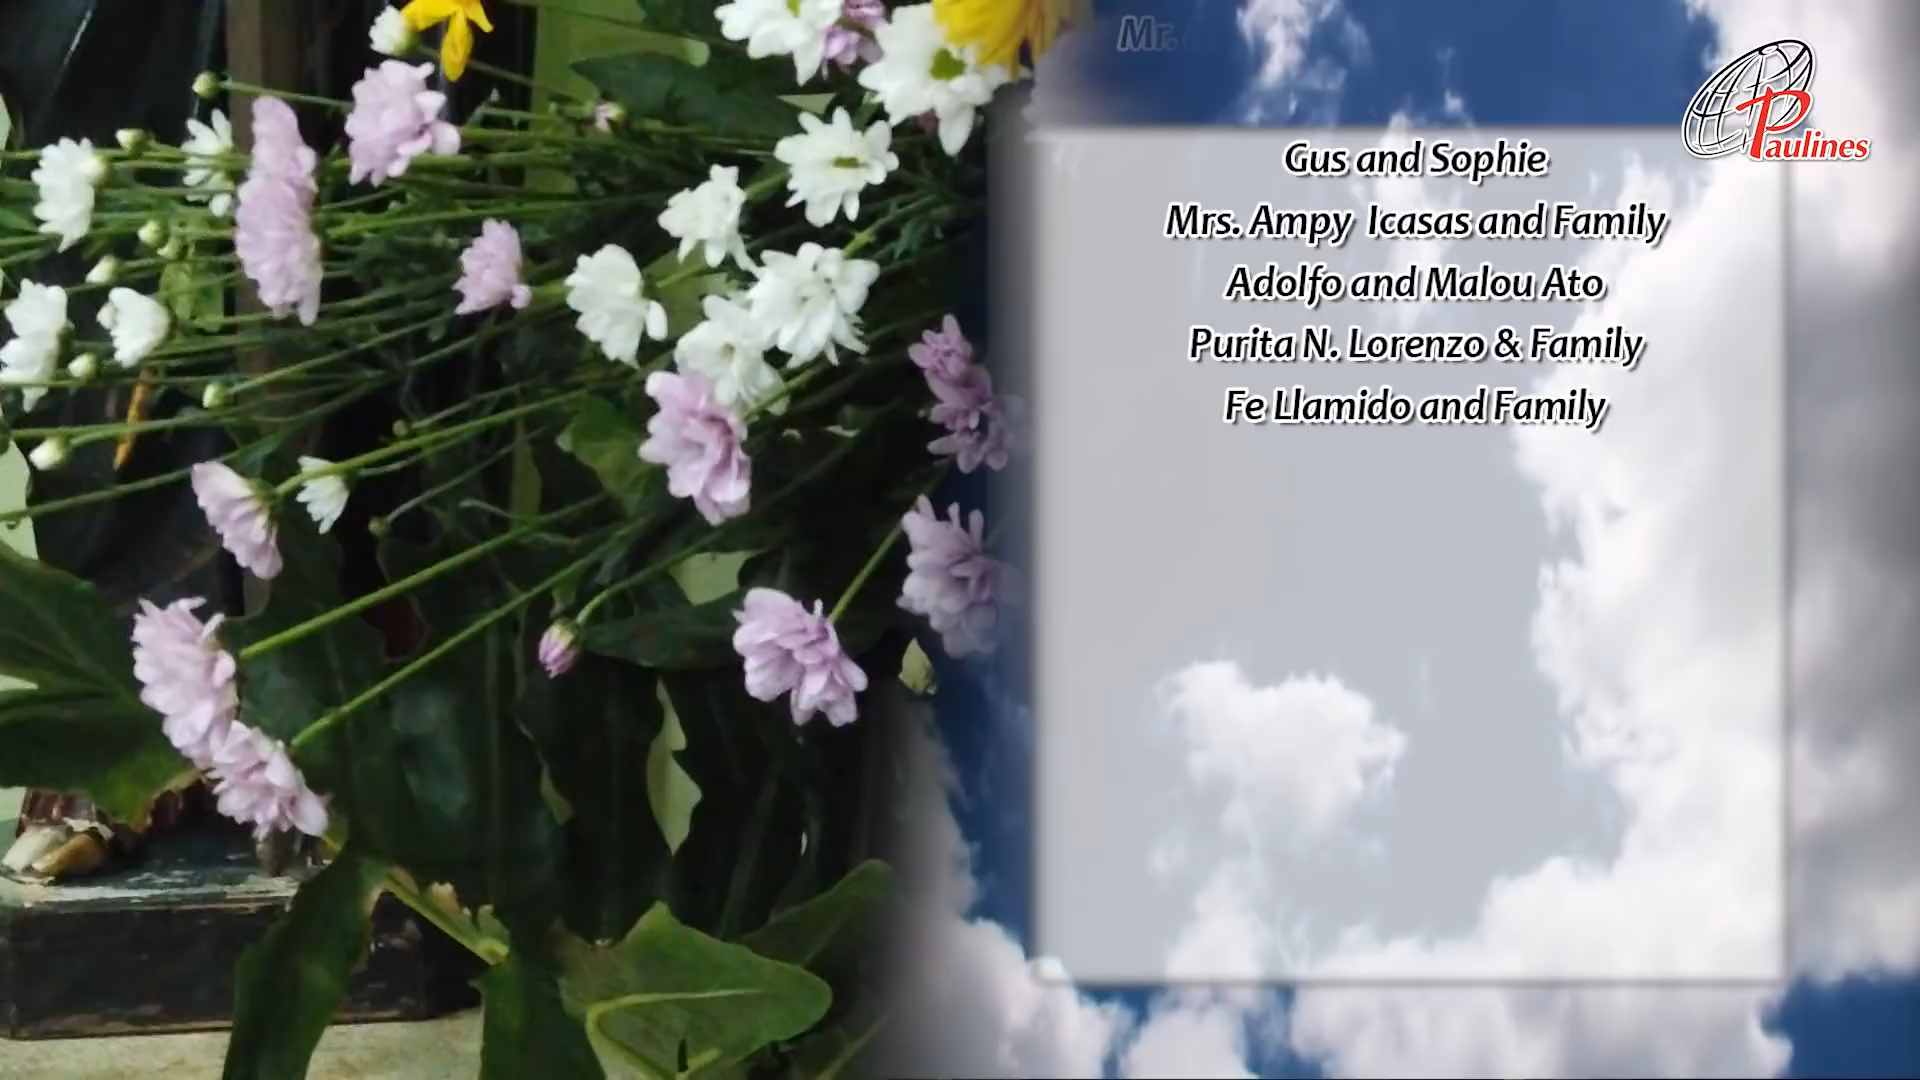 Mr.
Paulines
Gus and Sophie
Mrs. Ampy Icasas and Family
Adolfo and Malou Ato
Purita N. Lorenzo & Family
Fe Llamido and Family